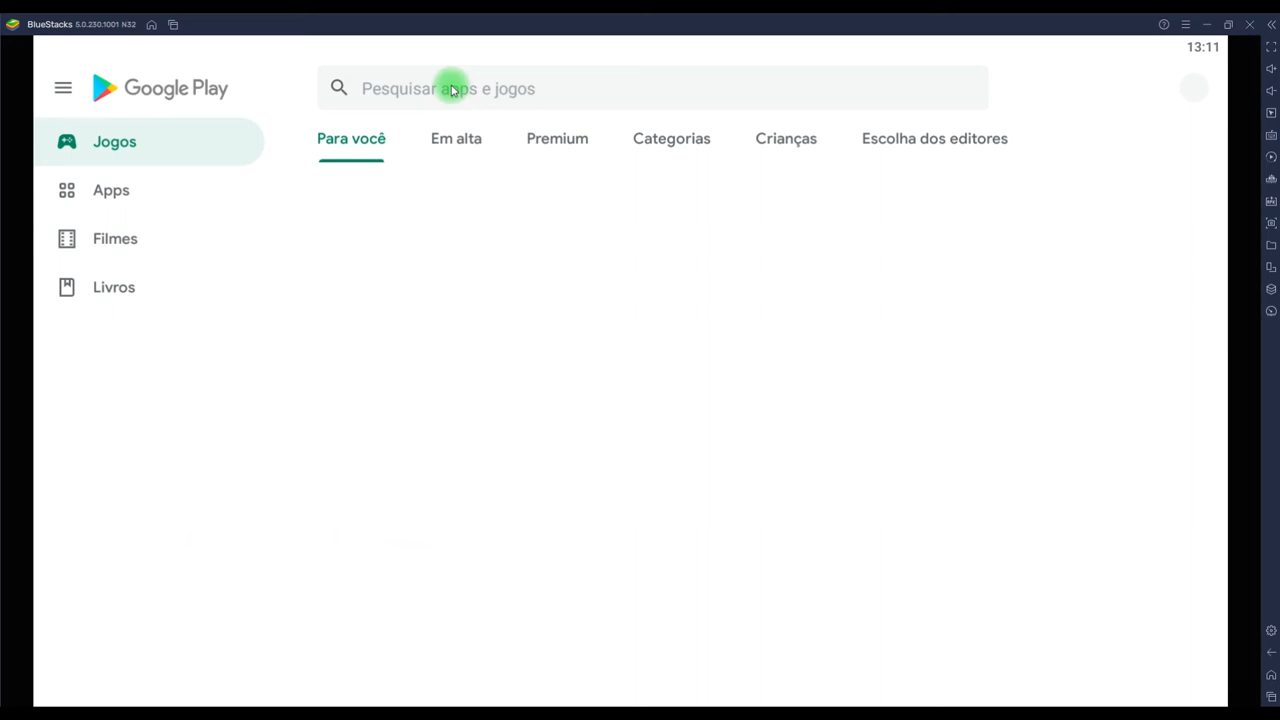 BlueStacks 5.0.230.1001 N32
13:11
Google Play
Pesquisar apps e jogos
Para você
Em alta
Premium
Categorias
Crianças
Escolha dos editores
Jogos
Apps
Filmes
Livros